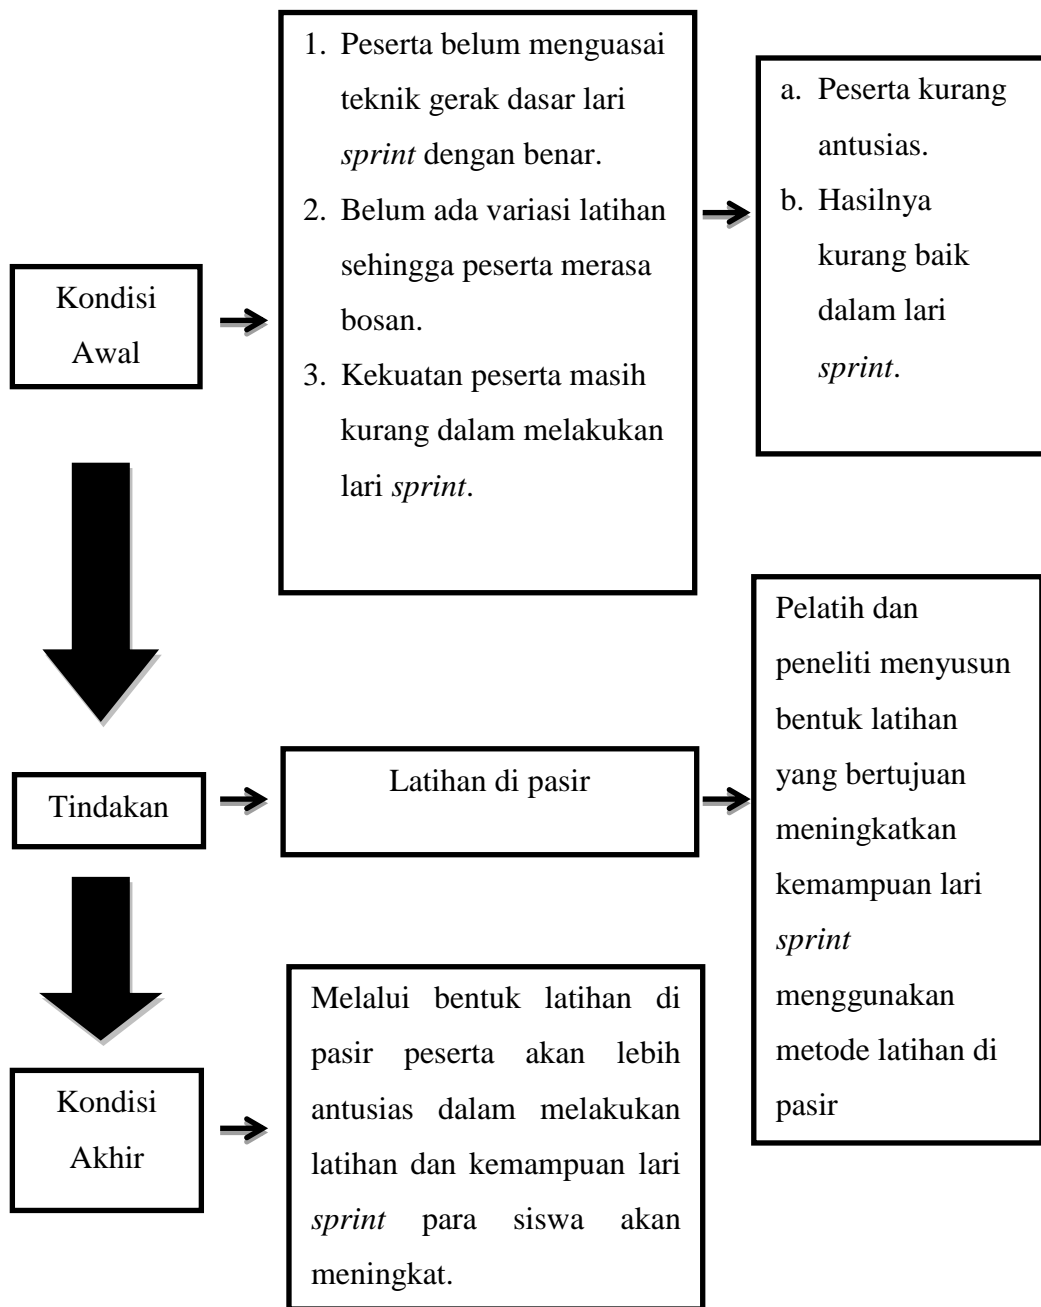 Kondisi
Awal
1. Peserta belum menguasai
teknik gerak dasar lari
sprint dengan benar.
2. Belum ada variasi latihan
sehingga peserta merasa
bosan.
3. Kekuatan peserta masih
kurang dalam melakukan
lari sprint.
a. Peserta kurang
antusias.
b. Hasilnya
kurang baik
dalam lari
sprint.
Tindakan
Latihan di pasir
Pelatih dan
peneliti menyusun
bentuk latihan
yang bertujuan
meningkatkan
kemampuan lari
sprint
menggunakan
metode latihan di
pasir
Kondisi
Akhir
Melalui bentuk latihan di
pasir peserta akan lebih
antusias dalam melakukan
latihan dan kemampuan lari
sprint para siswa akan
meningkat.